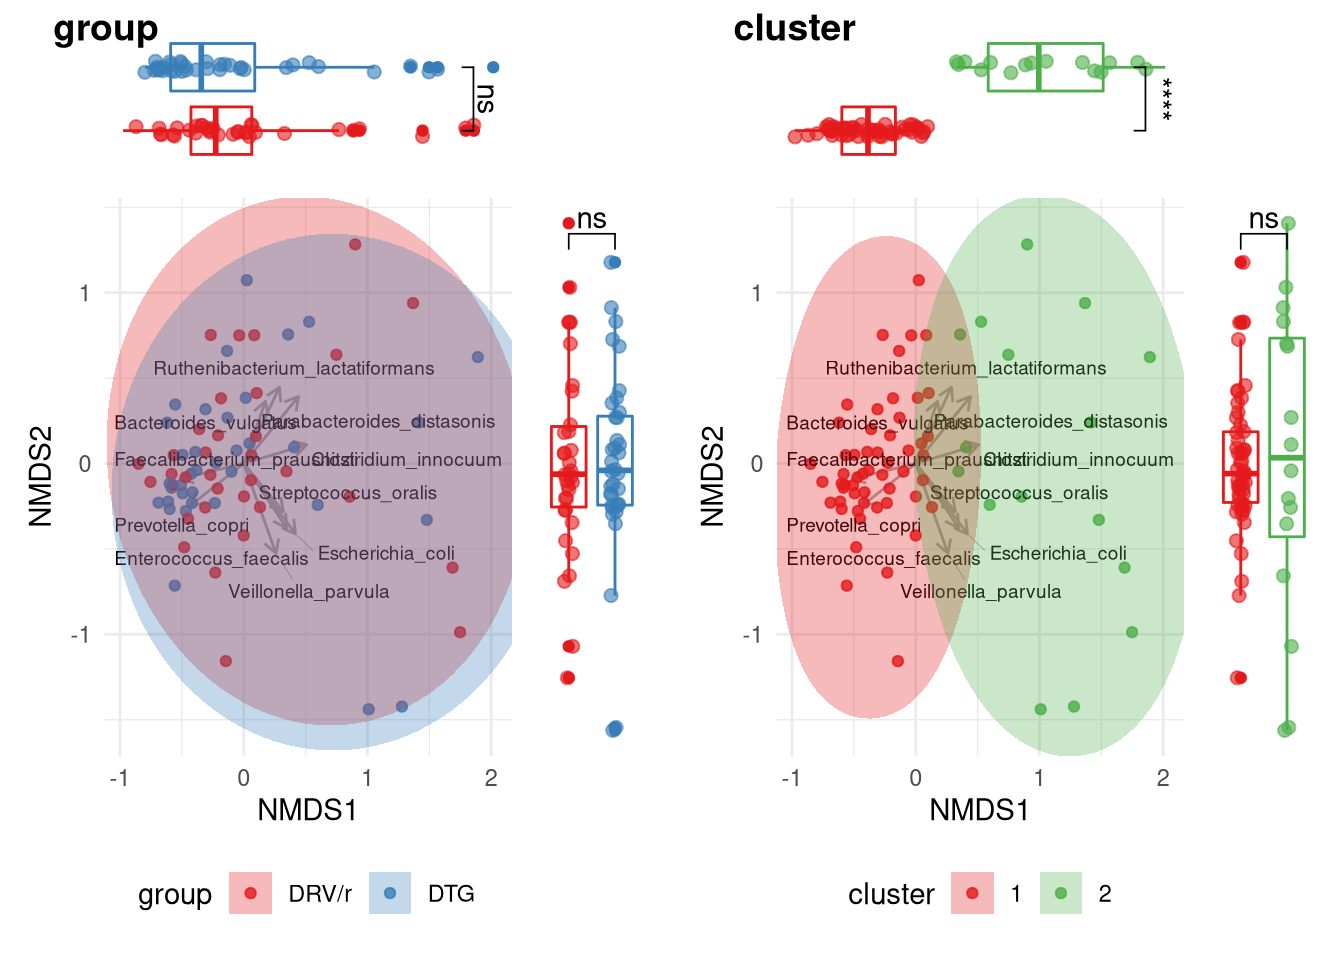 group
cluster
ns
****
ns
ns
Ruthenibacterium_lactatiformans
Bacteroides_vulgatus
Parabacteroides_distasonis
Faecalibacterium_prausnitzii
Clostridium_innocuum
Streptococcus_oralis
Prevotella_copri
Enterococcus_faecalis
Escherichia_coli
Veillonella_parvula
1
0
-1
NMDS2
-1 0 1 2
NMDS1
Ruthenibacterium_lactatiformans
Bacteroides_vulgatus
Parabacteroides_distasonis
Faecalibacterium_prausnitzii
Clostridium_innocuum
Streptococcus_oralis
Prevotella_copri
Enterococcus_faecalis
Escherichia_coli
Veillonella_parvula
1
0
-1
NMDS2
-1 0 1 2
NMDS1
group DRV/r DTG
cluster 1 2